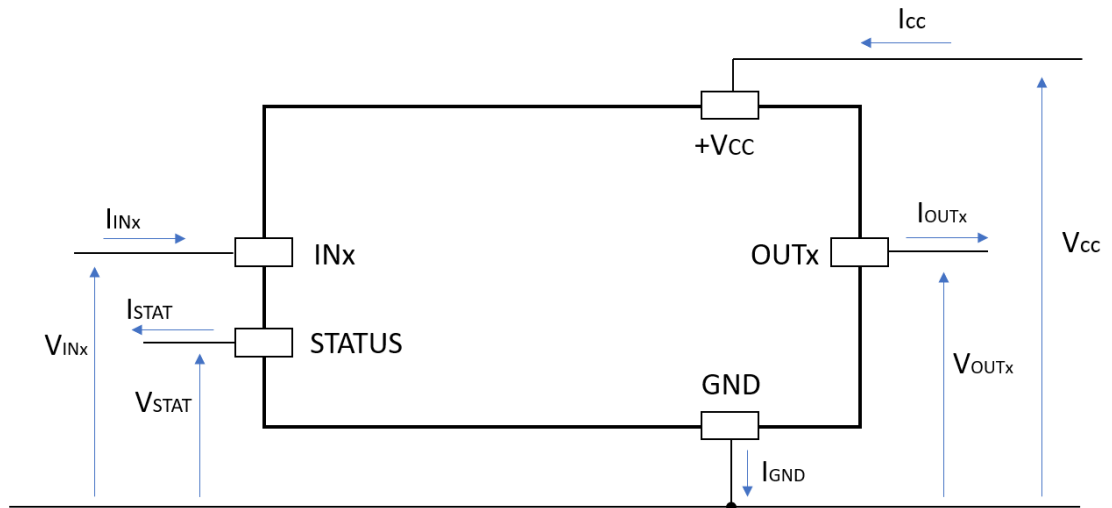 Icc
+VCC
IINx
IOUTx
INx
OUTx
Vcc
ISTAT
VINx
STATUS
VOUTx
GND
VSTAT
IGND